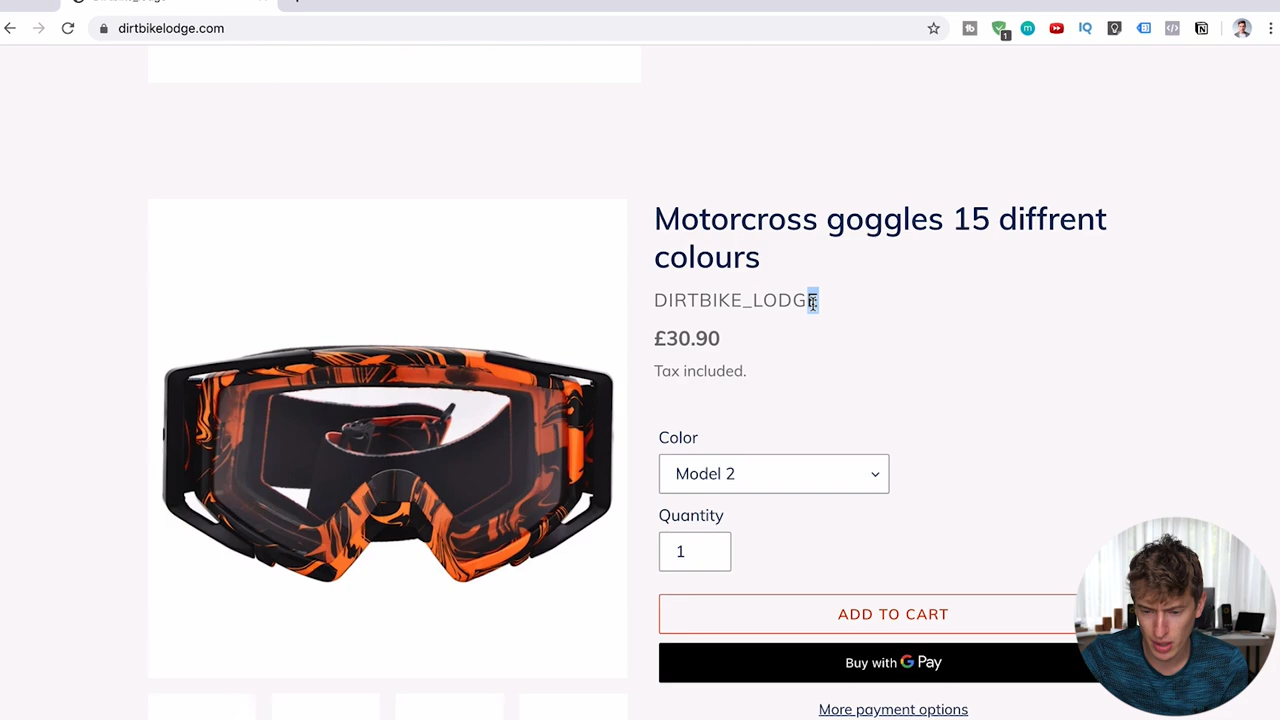 dirtbikelodge.com
1
Motorcross goggles 15 diffrent
colours
DIRTBIKE_LODGE
£30.90
Tax included.
Color
Model 2
Quantity
1
ADD TO CART
Buy with G Pay
More payment options